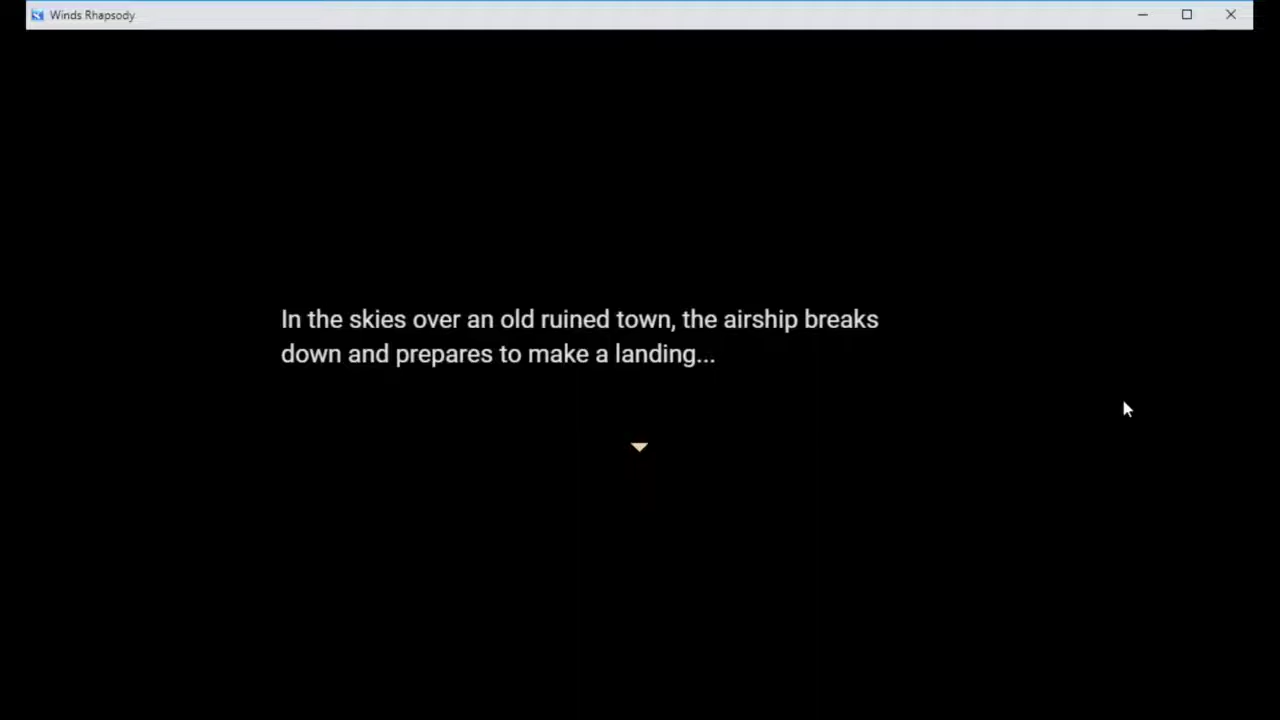 Winds Rhapsody
In the skies over an old ruined town, the airship breaks
down and prepares to make a landing...